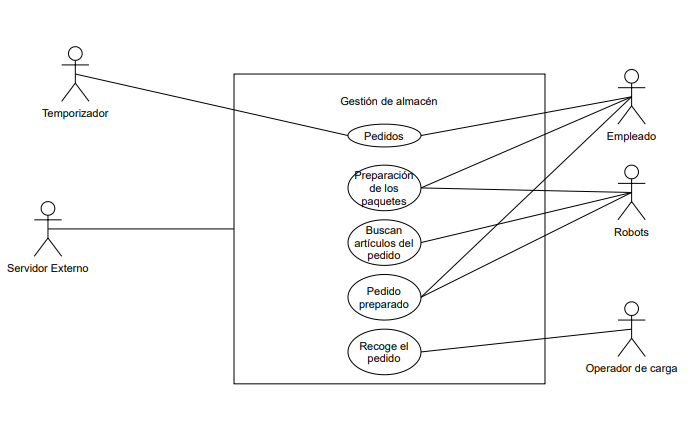 Gestión de almacén
Temporizador
Pedidos
Empleado
Preparación
de los
paquetes
Robots
Buscan
artículos del
pedido
Servidor Externo
Pedido
preparado
Recoge el
pedido
Operador de carga